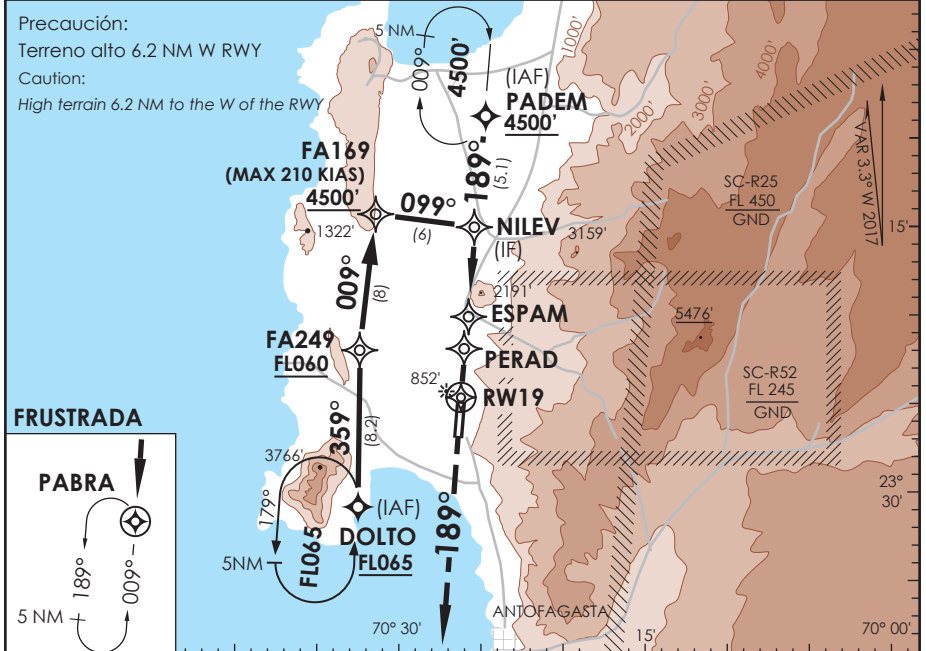 Precaución:
Terreno alto 6.2 NM W RWY
Caution:
High terrain 6.2 NM to the W of the RWY
5 NM
009°
4500'
(IAF)
PADEM
4500'
189°
(5.1)
1000'
2000'
3000'
4000'
VAR 3.3° W 2017
FA169
(MAX 210 KIAS)
4500'
099°
(6)
NILEV
(IF)
1322'
3159'
SC-R25
FL 450
GND
15'
009°
(8)
2191'
ESPAM
5476'
FA249
FL060
PERAD
852'
RW19
SC-R52
FL 245
GND
359°
(8.2)
3766'
179°
FL065
(IAF)
DOLTO
FL065
5NM
189°
23°
30'
FRUSTRADA
PABRA
189°
009°
5 NM
ANTOFAGASTA
70° 30'
15'
70° 00'